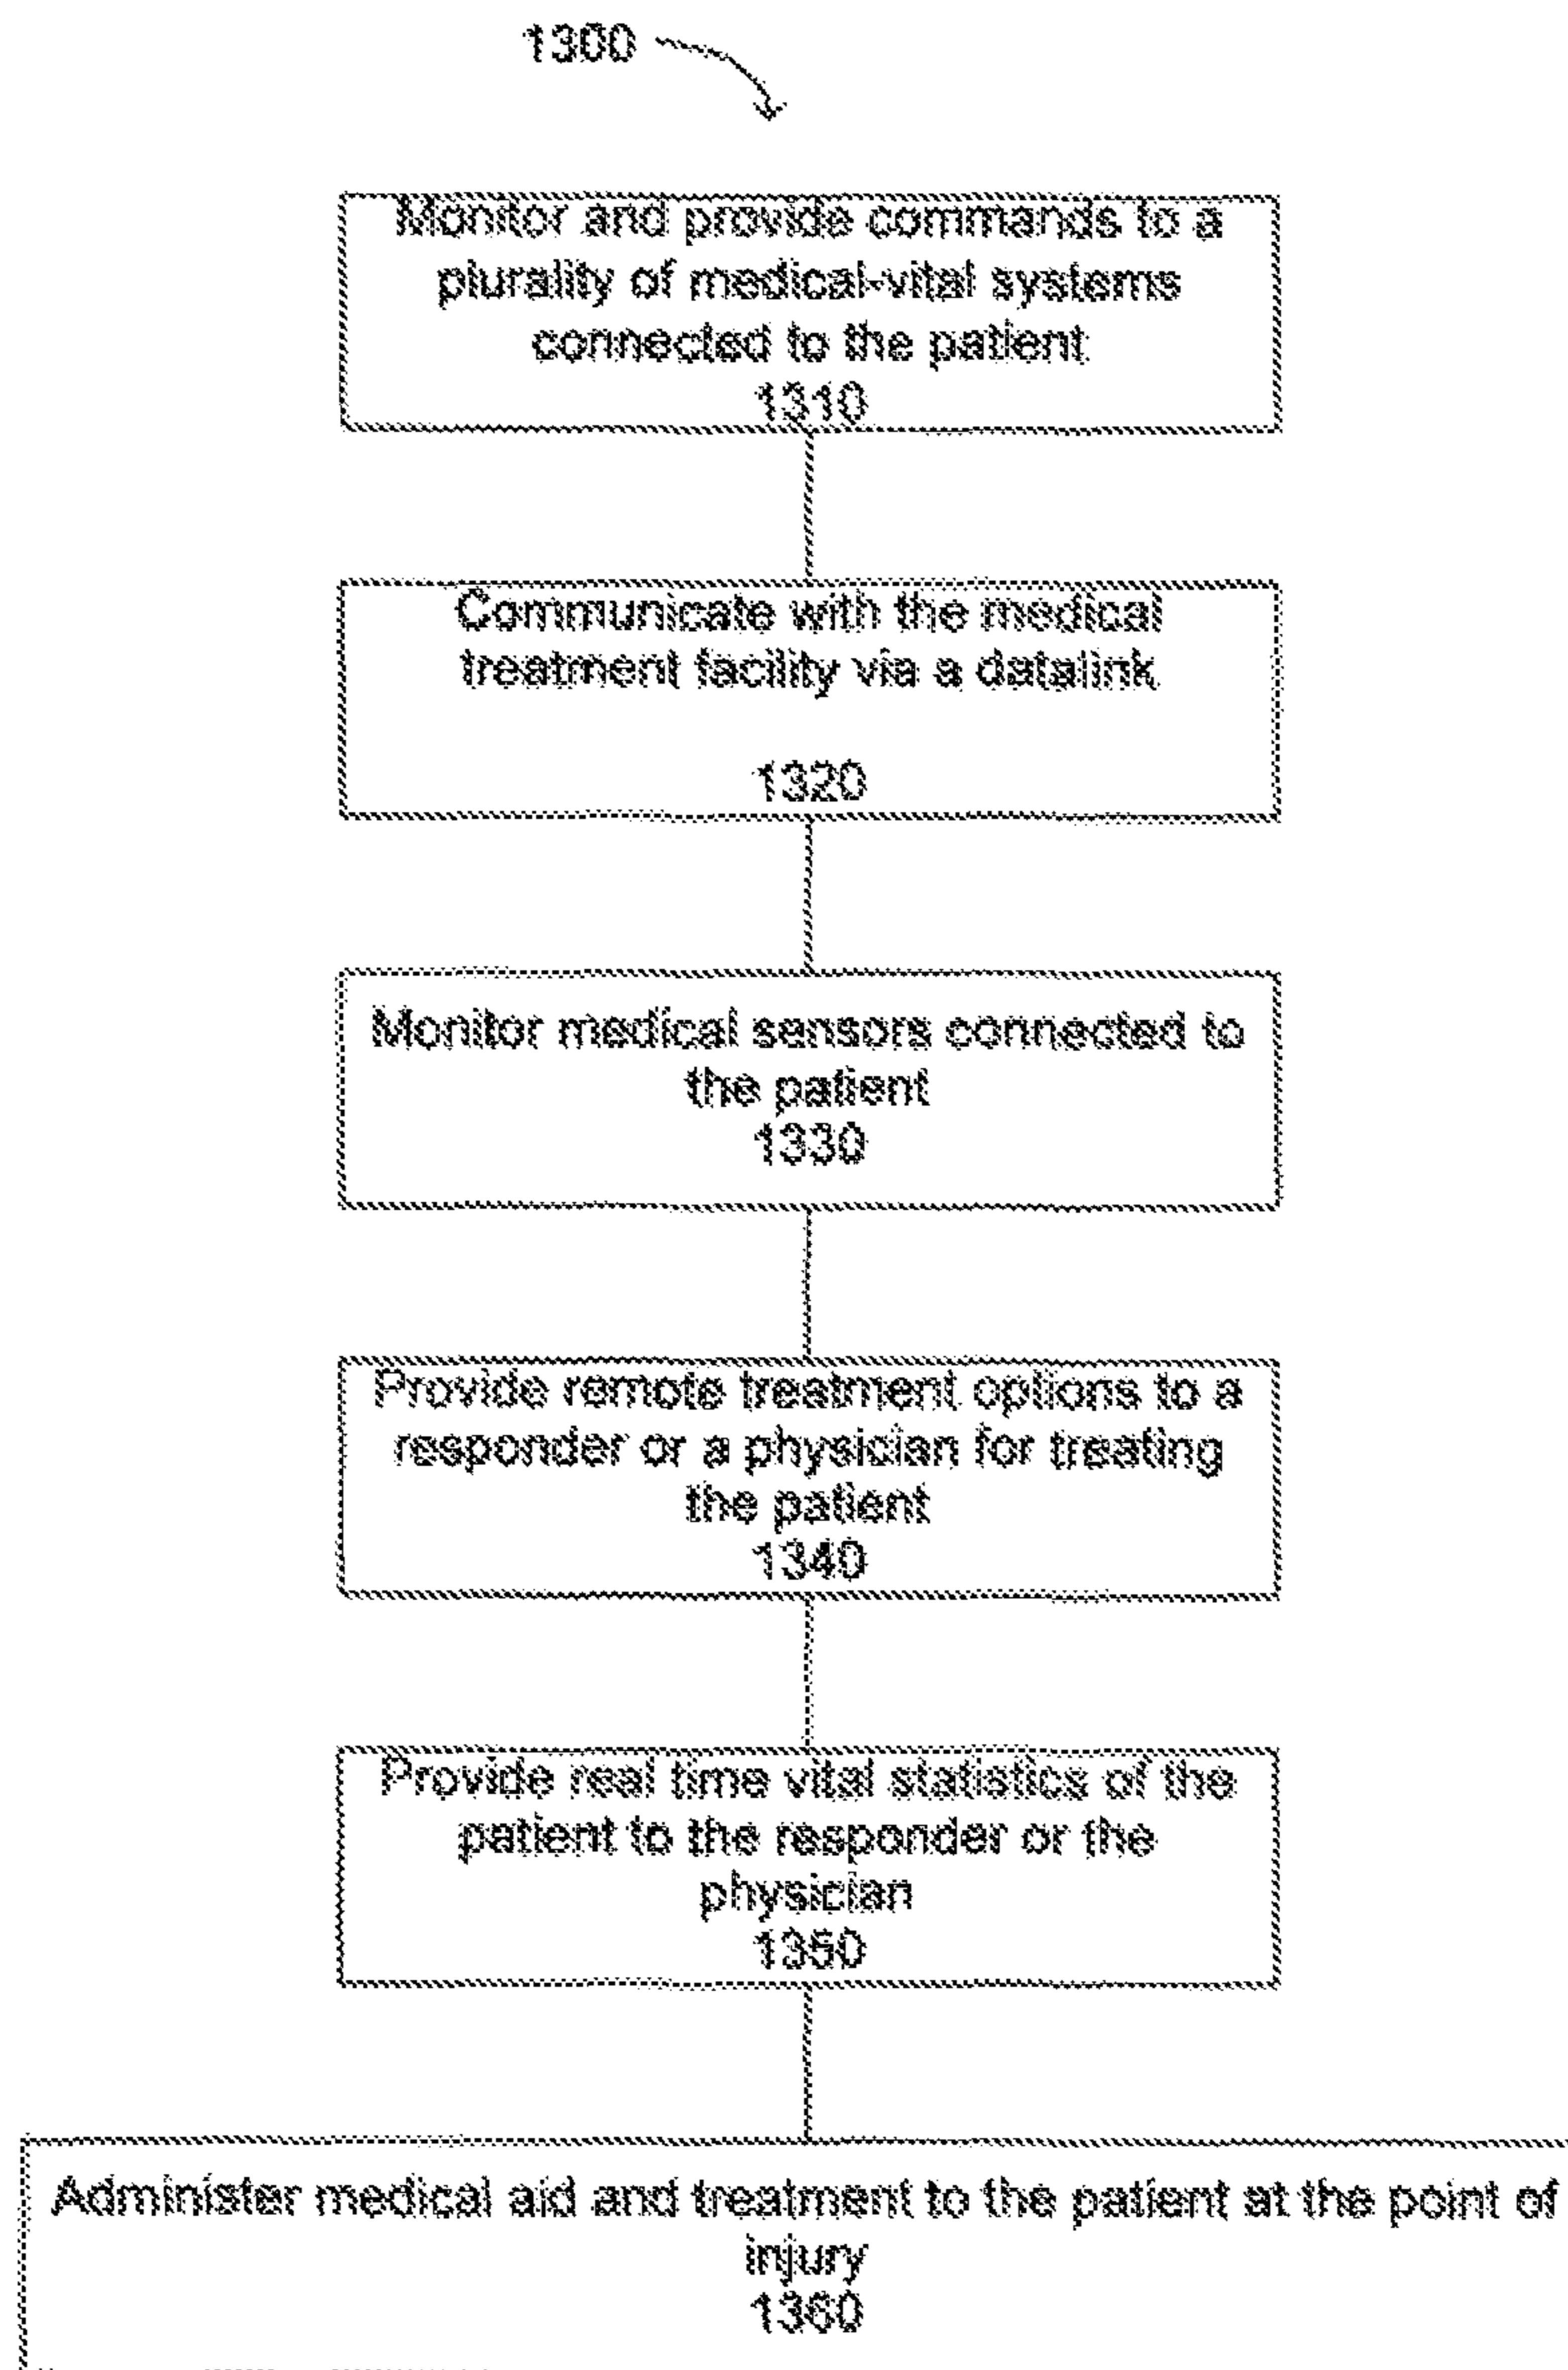 1300
Monitor and provide commands to a
plurality of medical-vital systems
connected to the patient
1310
Communicate with the medical
treatment facility via a datalink
1320
Monitor medical sensors connected to
the patient
1330
Provide remote treatment options to a
responder or a physician for treating
the patient
1340
Provide real time vital statistics of the
patient to the responder or the
physician
1350
Administer medical aid and treatment to the patient at the point of
injury
1360